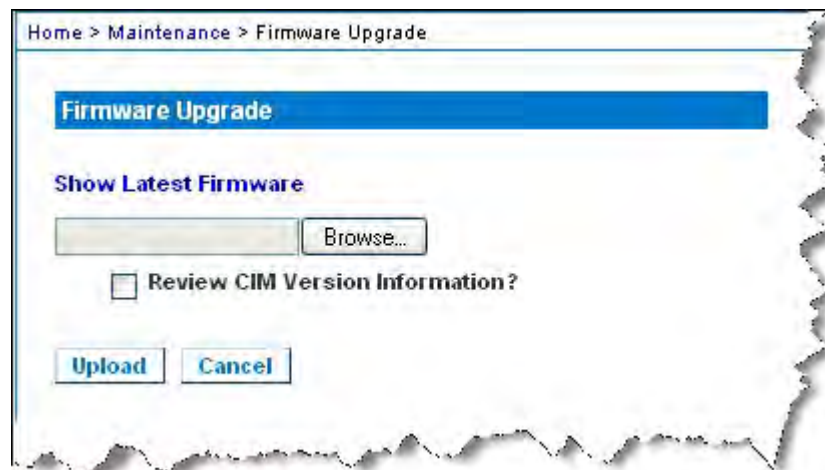 Home > Maintenance > Firmware Upgrade
Firmware Upgrade
Show Latest Firmware
Browse...
Review CIM Version Information?
Upload Cancel